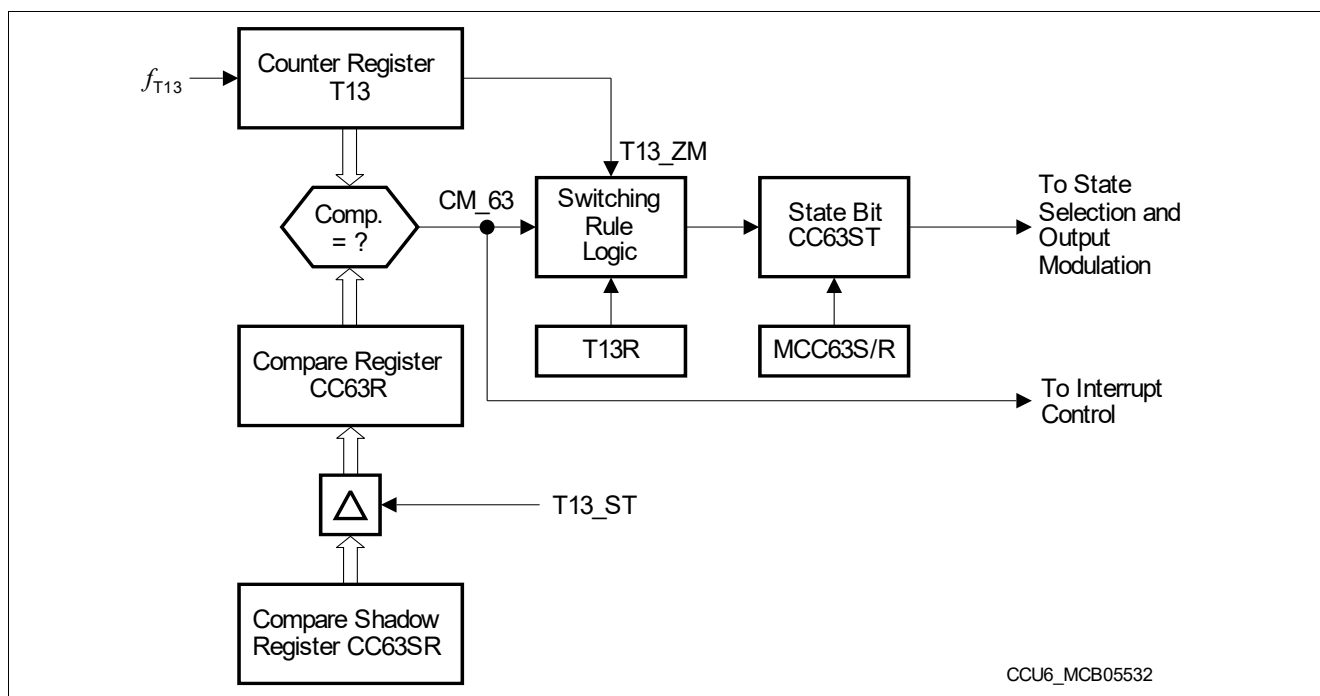 Counter Register
T13
fT13
T13_ZM
CM_63
Comp.
= ?
Switching
Rule
Logic
State Bit
CC63ST
To State
Selection and
Output
Modulation
T13R
MCC63S/R
Compare Register
CC63R
To Interrupt
Control
T13_ST
Compare Shadow
Register CC63SR
CCU6_MCB05532